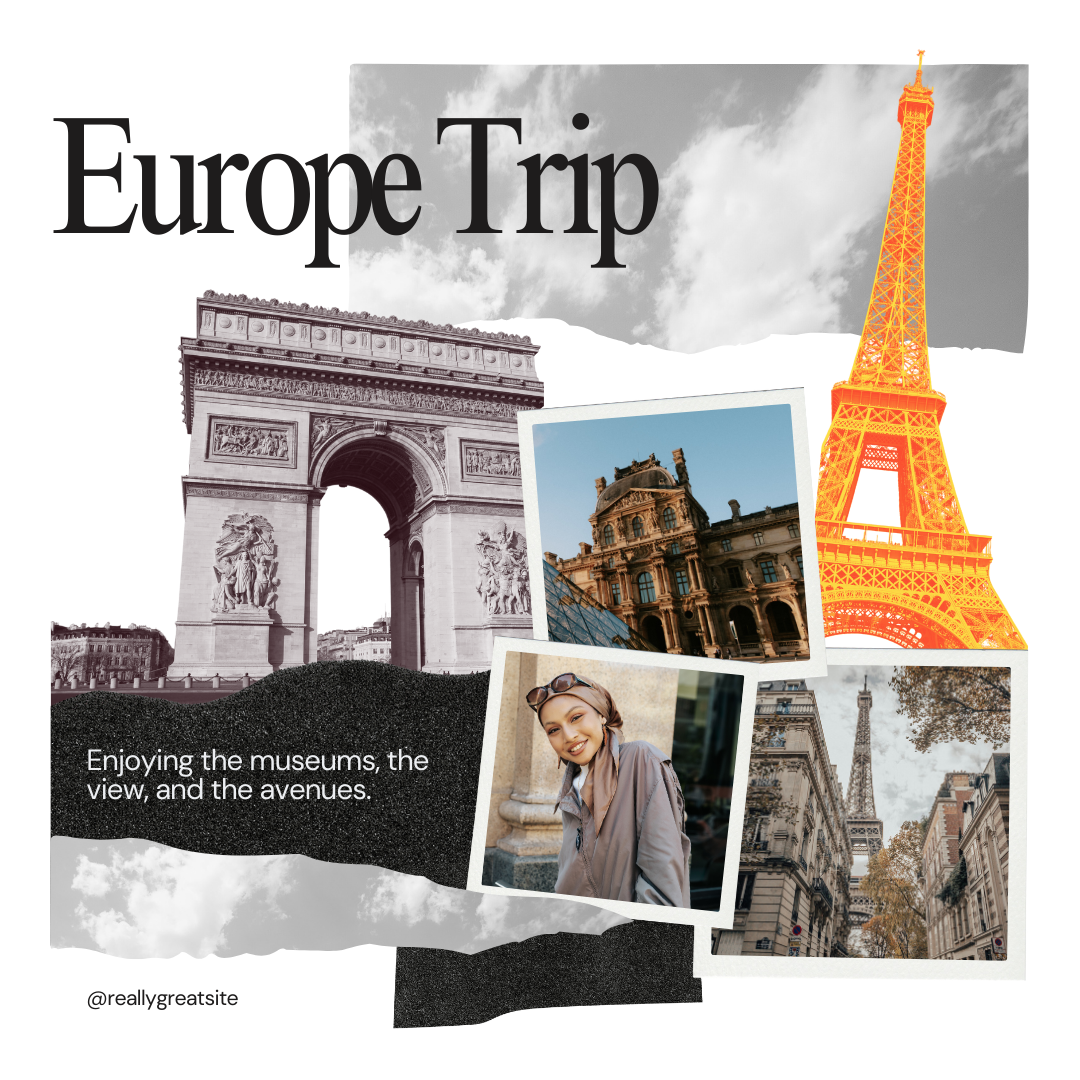 Europe Trip
Enjoying the museums, the
view, and the avenues.
@reallygreatsite